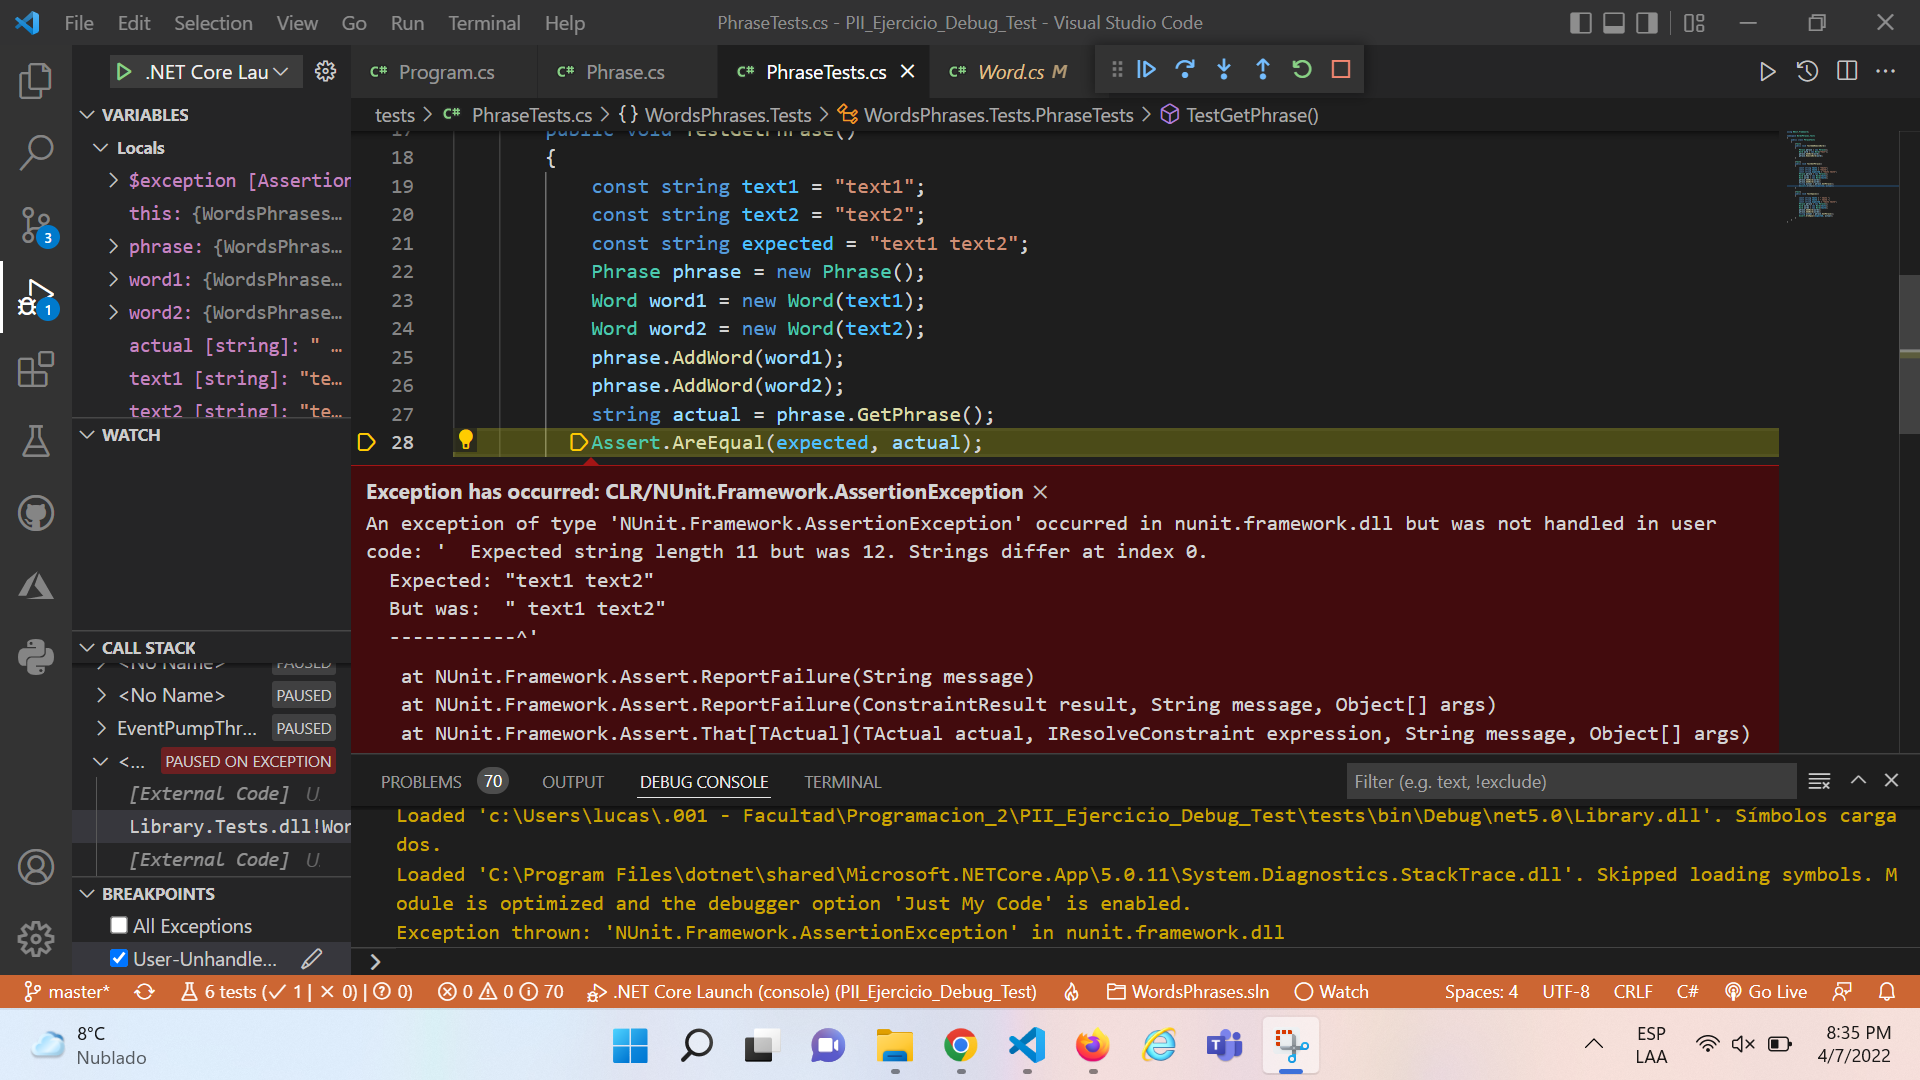 File Edit Selection View Go Run Terminal Help
PhraseTests.cs - PII_Ejercicio_Debug_Test - Visual Studio Code
.NET Core Lau
Program.cs
Phrase.cs
PhraseTests.cs
Word.cs M
tests > PhraseTests.cs > {} WordsPhrases.Tests > WordsPhrases.Tests.PhraseTests > TestGetPhrase()
VARIABLES
Locals
$exception [Assertion
this: {WordsPhrases...
phrase: {WordsPhras...
word1: {WordsPhrase...
word2: {WordsPhrase...
actual [string]: " ...
text1 [string]: "te...
text2 [string]: "te...
WATCH
CALL STACK
<No Name> PAUSED
<No Name> PAUSED
EventPumpThr... PAUSED
<... PAUSED ON EXCEPTION
[External Code] U
Library.Tests.dll!Wor
[External Code] U
BREAKPOINTS
All Exceptions
User-Unhandle...
3
1
17 public void TestGetPhrase()
18 {
19 const string text1 = "text1";
20 const string text2 = "text2";
21 const string expected = "text1 text2";
22 Phrase phrase = new Phrase();
23 Word word1 = new Word(text1);
24 Word word2 = new Word(text2);
25 phrase.AddWord(word1);
26 phrase.AddWord(word2);
27 string actual = phrase.GetPhrase();
28 Assert.AreEqual(expected, actual);
Exception has occurred: CLR/NUnit.Framework.AssertionException
An exception of type 'NUnit.Framework.AssertionException' occurred in nunit.framework.dll but was not handled in user
code: '  Expected string length 11 but was 12. Strings differ at index 0.
Expected: "text1 text2"
But was:  " text1 text2"
-----------^'
at NUnit.Framework.Assert.ReportFailure(String message)
at NUnit.Framework.Assert.ReportFailure(ConstraintResult result, String message, Object[] args)
at NUnit.Framework.Assert.That[TActual](TActual actual, IResolveConstraint expression, String message, Object[] args)
PROBLEMS 70 OUTPUT DEBUG CONSOLE TERMINAL
Filter (e.g. text, !exclude)
Loaded 'c:\Users\lucas\.001 - Facultad\Programacion_2\PII_Ejercicio_Debug_Test\tests\bin\Debug\net5.0\Library.dll'. Símbolos carga
dos.
Loaded 'C:\Program Files\dotnet\shared\Microsoft.NETCore.App\5.0.11\System.Diagnostics.StackTrace.dll'. Skipped loading symbols. M
odule is optimized and the debugger option 'Just My Code' is enabled.
Exception thrown: 'NUnit.Framework.AssertionException' in nunit.framework.dll
master* 6 tests (✓ 1 | ✕ 0) | 0) 0 0 70 .NET Core Launch (console) (PII_Ejercicio_Debug_Test) WordsPhrases.sln Watch Spaces: 4 UTF-8 CRLF C# Go Live
8°C
Nublado
ESP
LAA
8:35 PM
4/7/2022